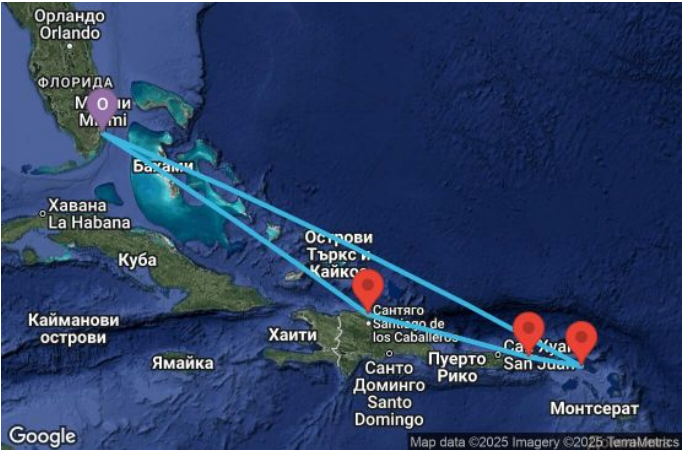 Орландо
Orlando
ФЛОРИДА
O
Miami
Бахами
Хавана
La Habana
Куба
Острови
Търкс и
Кайкос
Кайманови
острови
Ямайка
Хаити
Сантяго
Santiago de
los Caballeros
Санто
Доминго
Santo
Domingo
Пуерто
Рико
San Juan
Монтсерат
Google
Map data ©2025 Imagery ©2025 TerraMetrics